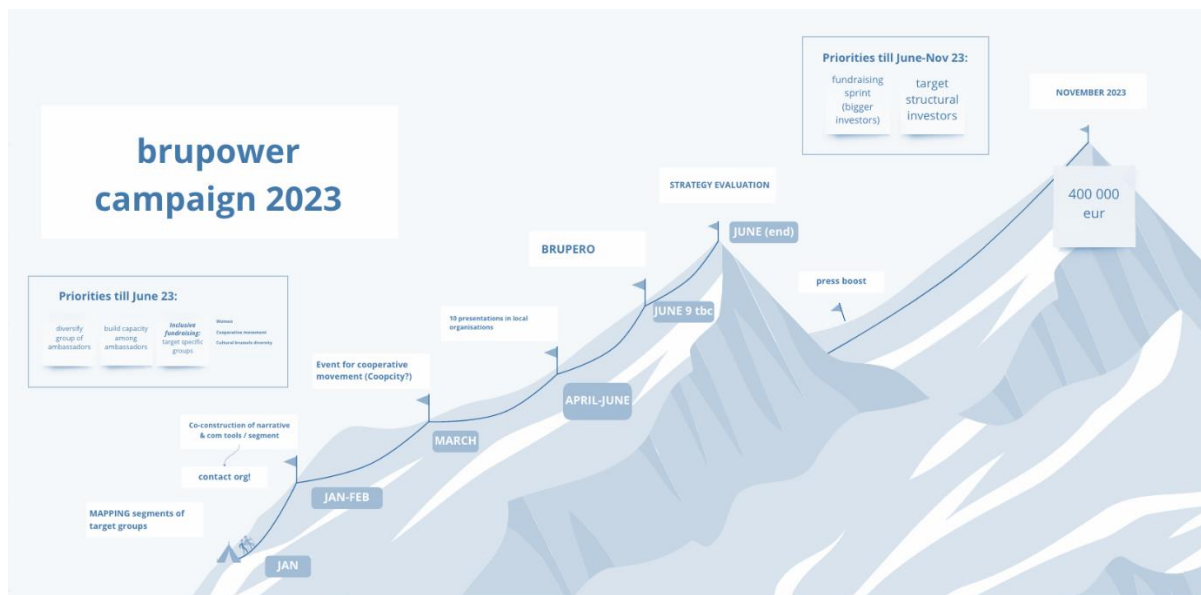 brupower
campaign 2023
Priorities till June 23:
diversify
group of
ambassadors
build capacity
among
ambassadors
Inclusive
fundraising:
target specific
groups
Women
Cooperative movement
Cultural brussels diversity
MAPPING segments of
target groups
JAN
Co-construction of narrative
& com tools / segment
contact org!
JAN-FEB
Event for cooperative
movement (Coopcity?)
MARCH
10 presentations in local
organisations
APRIL-JUNE
BRUPERO
JUNE 9 tbc
STRATEGY EVALUATION
JUNE (end)
press boost
Priorities till June-Nov 23:
fundraising
sprint
(bigger
investors)
target
structural
investors
NOVEMBER 2023
400 000
eur